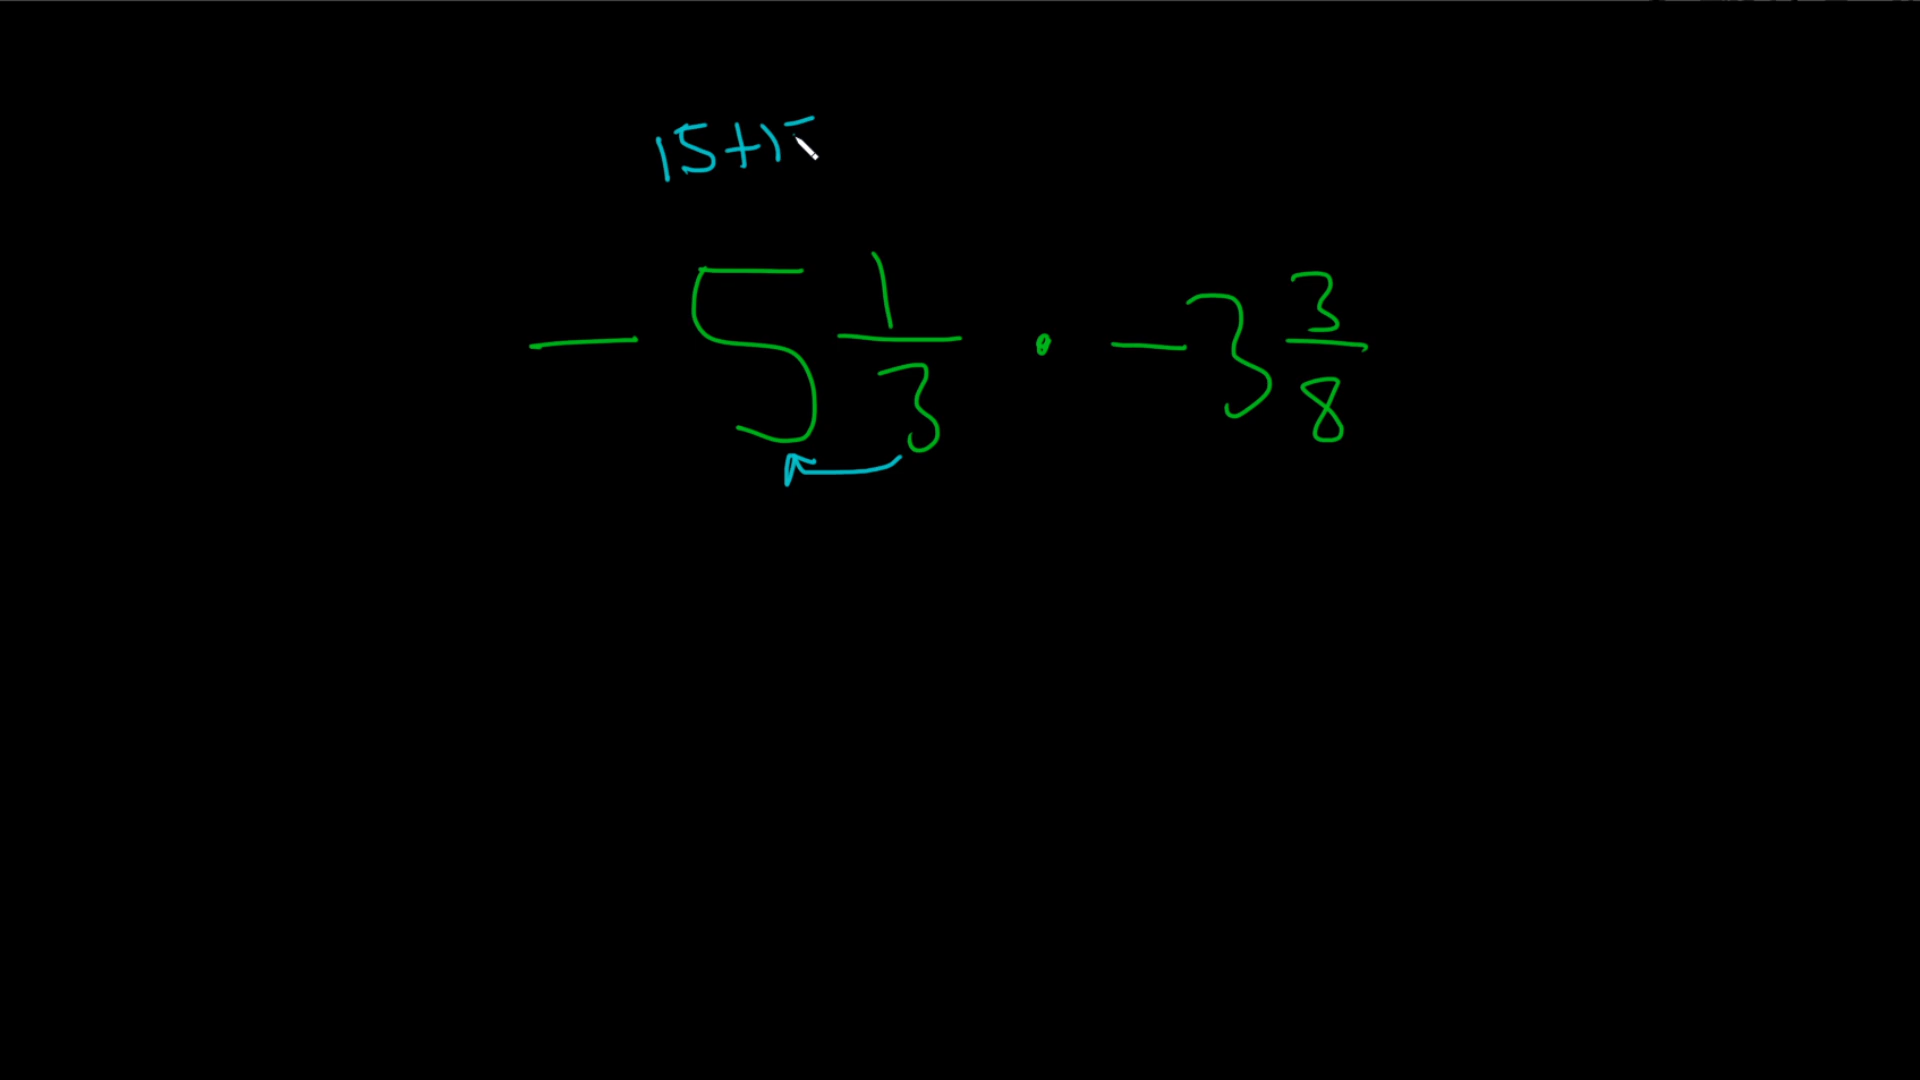 15+1=
- 5 1/3 • - 3 3/8